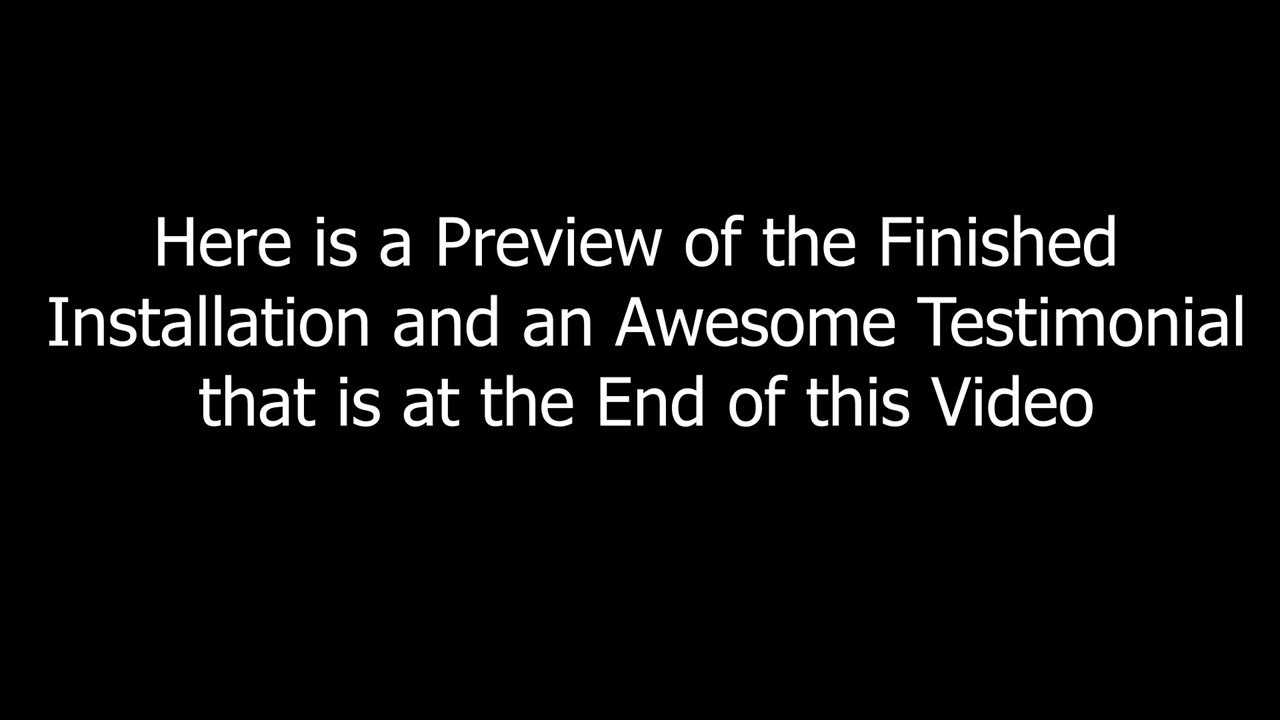 Here is a Preview of the Finished
Installation and an Awesome Testimonial
that is at the End of this Video